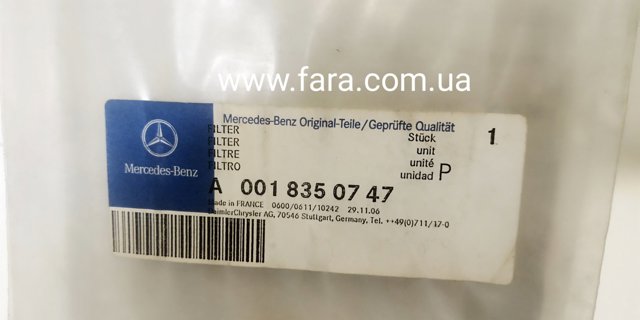 www.fara.com.ua
Mercedes-Benz Original-Teile/Geprüfte Qualität
Mercedes-Benz
FILTER
FILTER
FILTRE
FILTRO
Stück
unit
unité
unidad P
1
A 001 835 07 47
Made in FRANCE 0600/0611/10242 29.11.06
DaimlerChrysler AG, 70546 Stuttgart, Germany, Tel. ++49(0)711/17-0